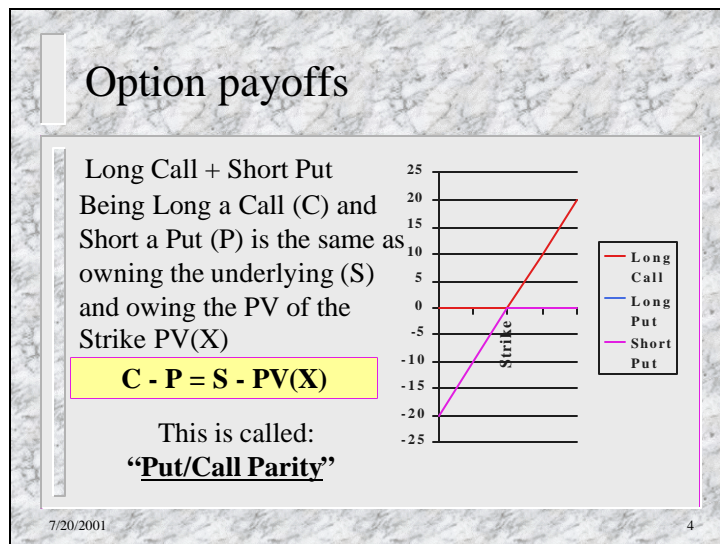 Option payoffs
Long Call + Short Put
Being Long a Call (C) and
Short a Put (P) is the same as
owning the underlying (S)
and owing the PV of the
Strike PV(X)
C - P = S - PV(X)
This is called:
“Put/Call Parity”
25
20
15
10
5
0
-5
-10
-15
-20
-25
Strike
Long
Call
Long
Put
Short
Put
7/20/2001
4